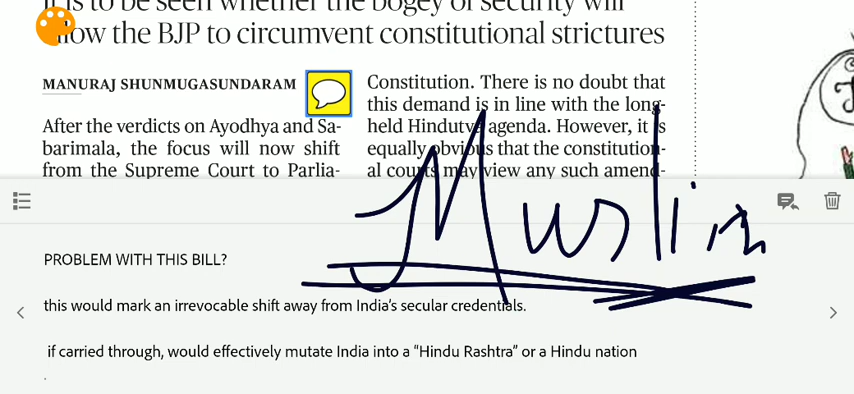 It is to be seen whether the bogey of security will
allow the BJP to circumvent constitutional strictures
MANURAJ SHUNMUGASUNDARAM
After the verdicts on Ayodhya and Sa-
barimala, the focus will now shift
from the Supreme Court to Parlia-
Constitution. There is no doubt that
this demand is in line with the long-
held Hindutva agenda. However, it is
equally obvious that the constitution-
al courts may view any such amend-
Muslim
PROBLEM WITH THIS BILL?
this would mark an irrevocable shift away from India's secular credentials.
if carried through, would effectively mutate India into a “Hindu Rashtra” or a Hindu nation
.